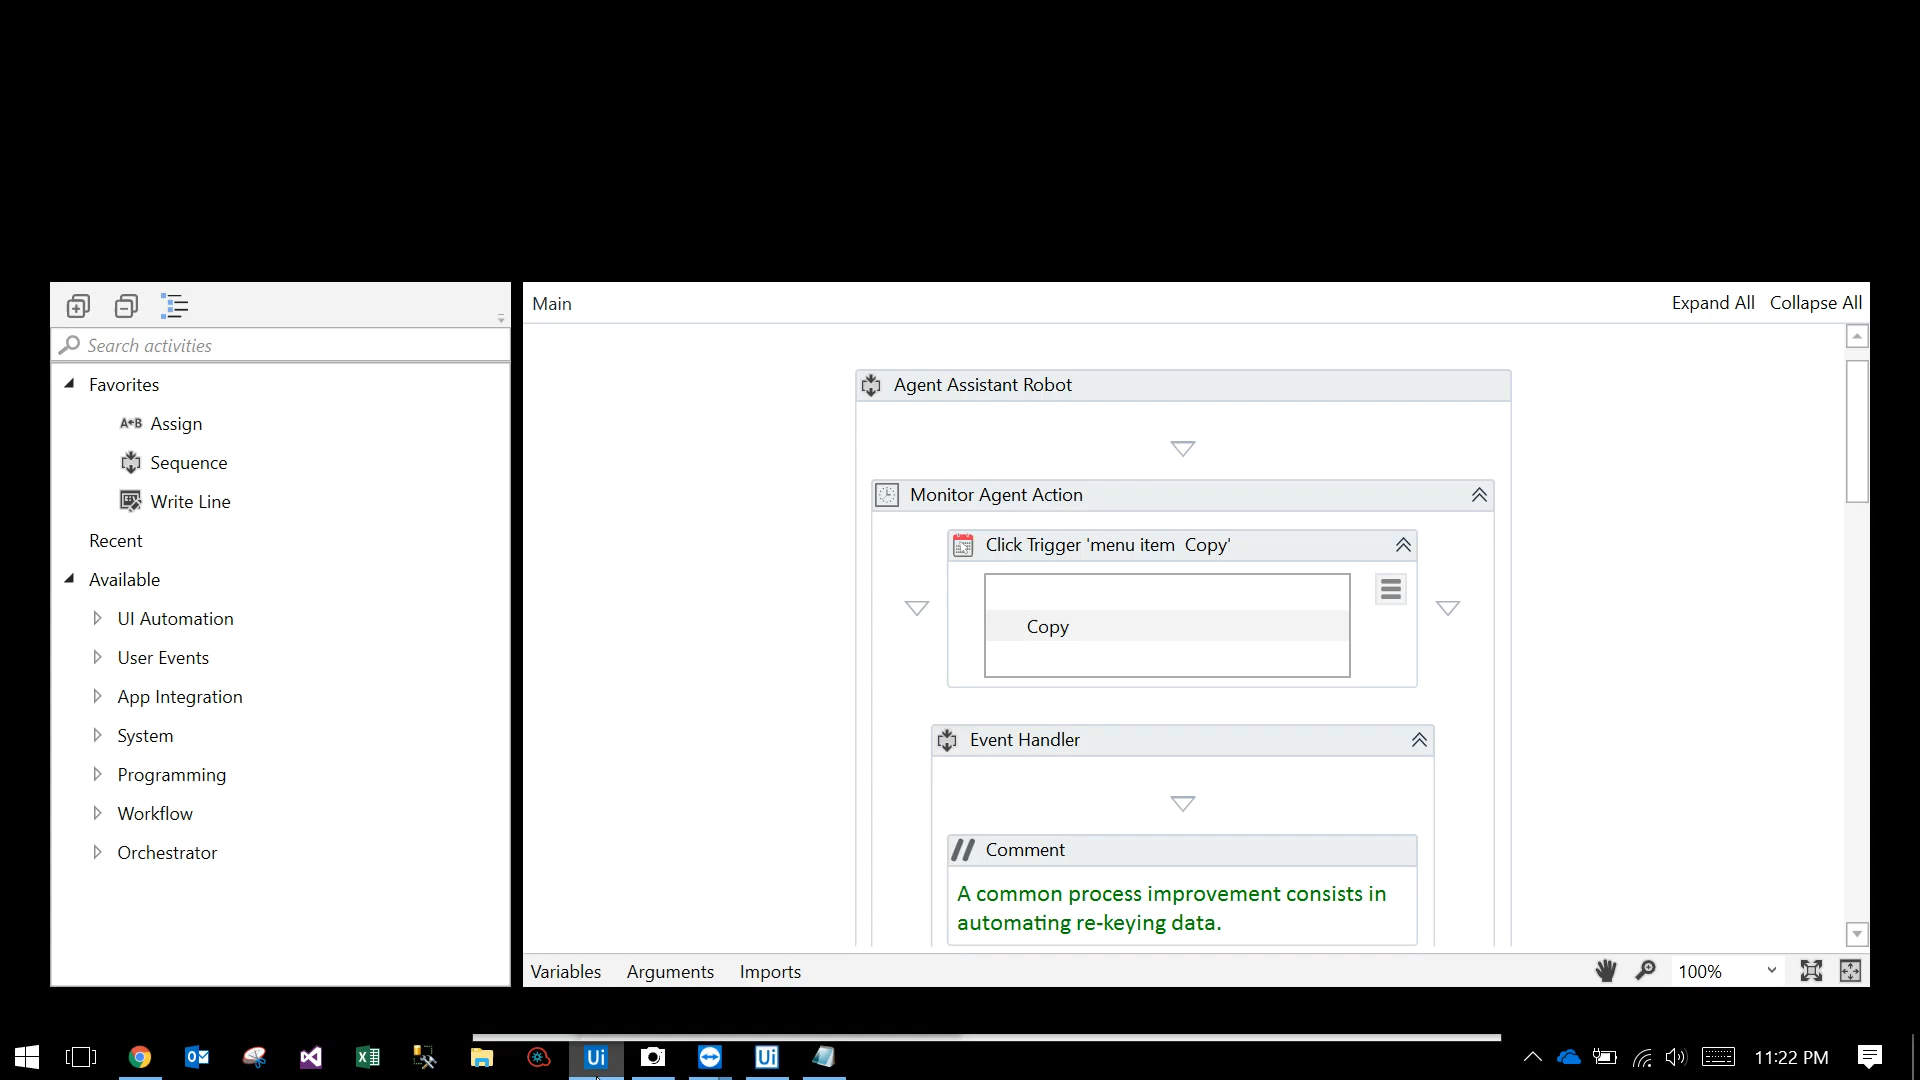 Main
Expand All Collapse All
Search activities
Favorites
A+B Assign
Sequence
Write Line
Recent
Available
UI Automation
User Events
App Integration
System
Programming
Workflow
Orchestrator
Agent Assistant Robot
Monitor Agent Action
Click Trigger 'menu item  Copy'
Copy
Event Handler
// Comment
A common process improvement consists in
automating re-keying data.
Variables Arguments Imports
100%
Ui
Ui
11:22 PM